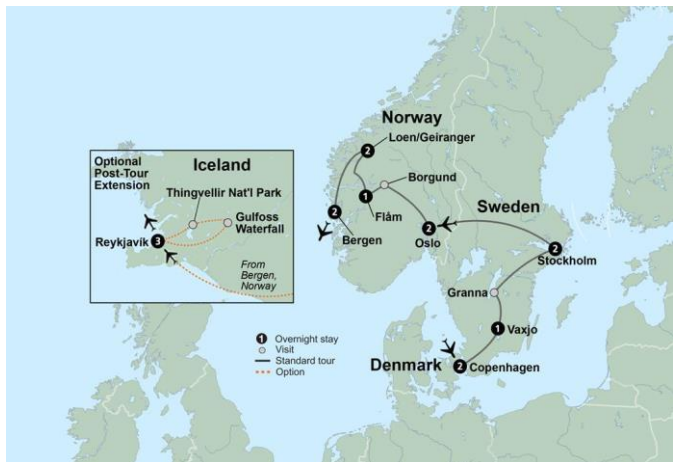 Norway
2
Loen/Geiranger
Optional
Post-Tour
Extension
Iceland
Thingvellir Nat'l Park
Gulfoss
Waterfall
Reykjavík
3
From
Bergen,
Norway
Borgund
1
Flåm
2
Bergen
2
Oslo
Sweden
2
Stockholm
Granna
1
Vaxjo
Denmark
2
Copenhagen
1 Overnight stay
Visit
Standard tour
Option